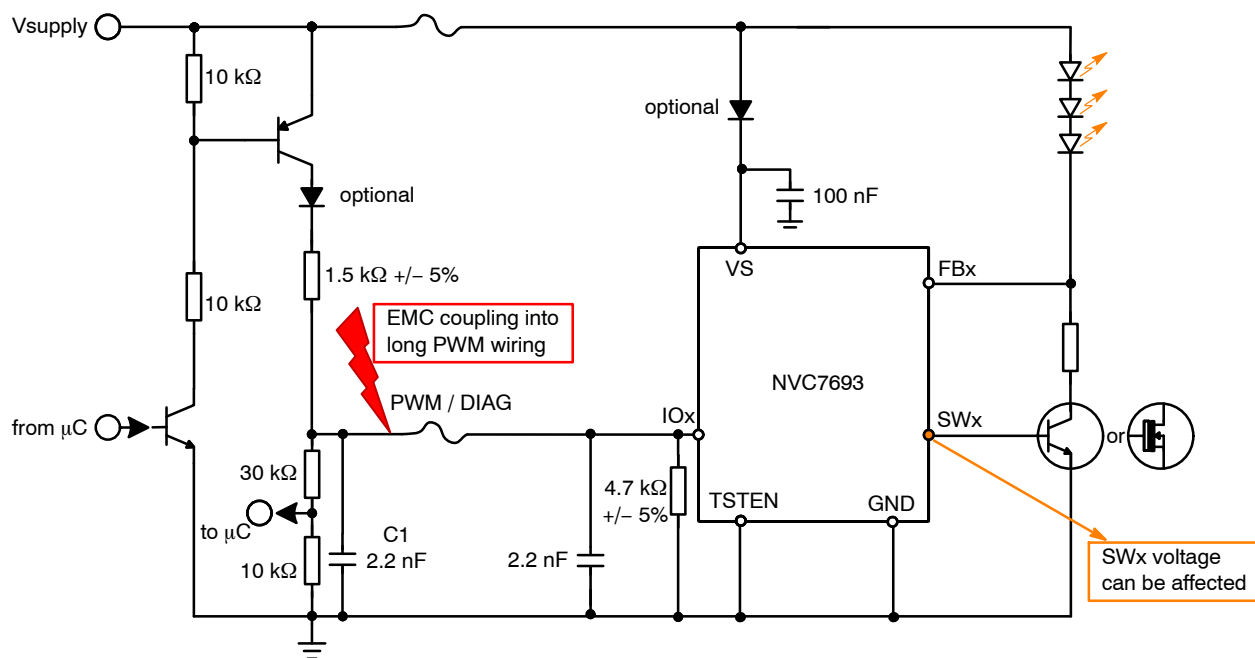 Vsupply
10 kΩ
optional
optional
100 nF
10 kΩ
1.5 kΩ +/− 5%
VS
FBx
EMC coupling into
long PWM wiring
NVC7693
PWM / DIAG
IOx
SWx
from μC
or
30 kΩ
4.7 kΩ
+/− 5%
TSTEN
GND
to μC
C1
2.2 nF
2.2 nF
10 kΩ
SWx voltage
can be affected